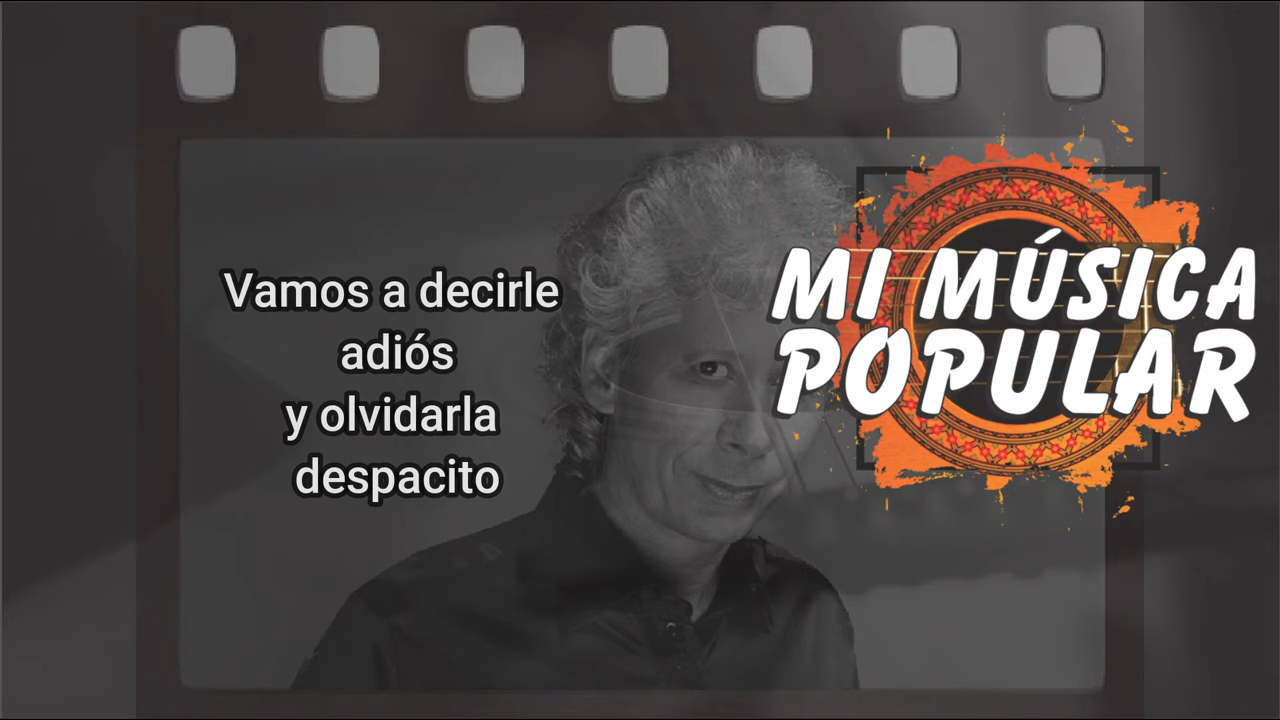 Vamos a decirle
adiós
y olvidarla
despacito
MI MÚSICA
POPULAR